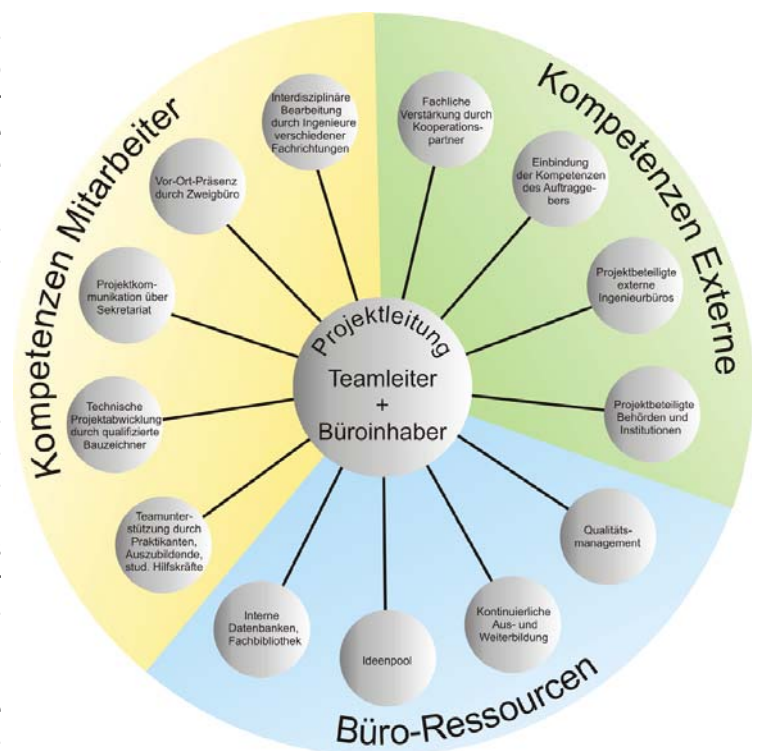 Kompetenzen Mitarbeiter
Interdisziplinäre
Bearbeitung
durch Ingenieure
verschiedener
Fachrichtungen
Vor-Ort-Präsenz
durch Zweigbüro
Projektkom-
munikation über
Sekretariat
Technische
Projektabwicklung
durch qualifizierte
Bauzeichner
Teamunter-
stützung durch
Praktikanten,
Auszubildende,
stud. Hilfskräfte
Kompetenzen Externe
Fachliche
Verstärkung durch
Kooperations-
partner
Einbindung
der Kompetenzen
des Auftragge-
bers
Projektbeteiligte
externe
Ingenieurbüros
Projektbeteiligte
Behörden und
Institutionen
Projektleitung
Teamleiter
+
Büroinhaber
Qualitäts-
management
Kontinuierliche
Aus- und
Weiterbildung
Ideenpool
Interne
Datenbanken,
Fachbibliothek
Büro-Ressourcen